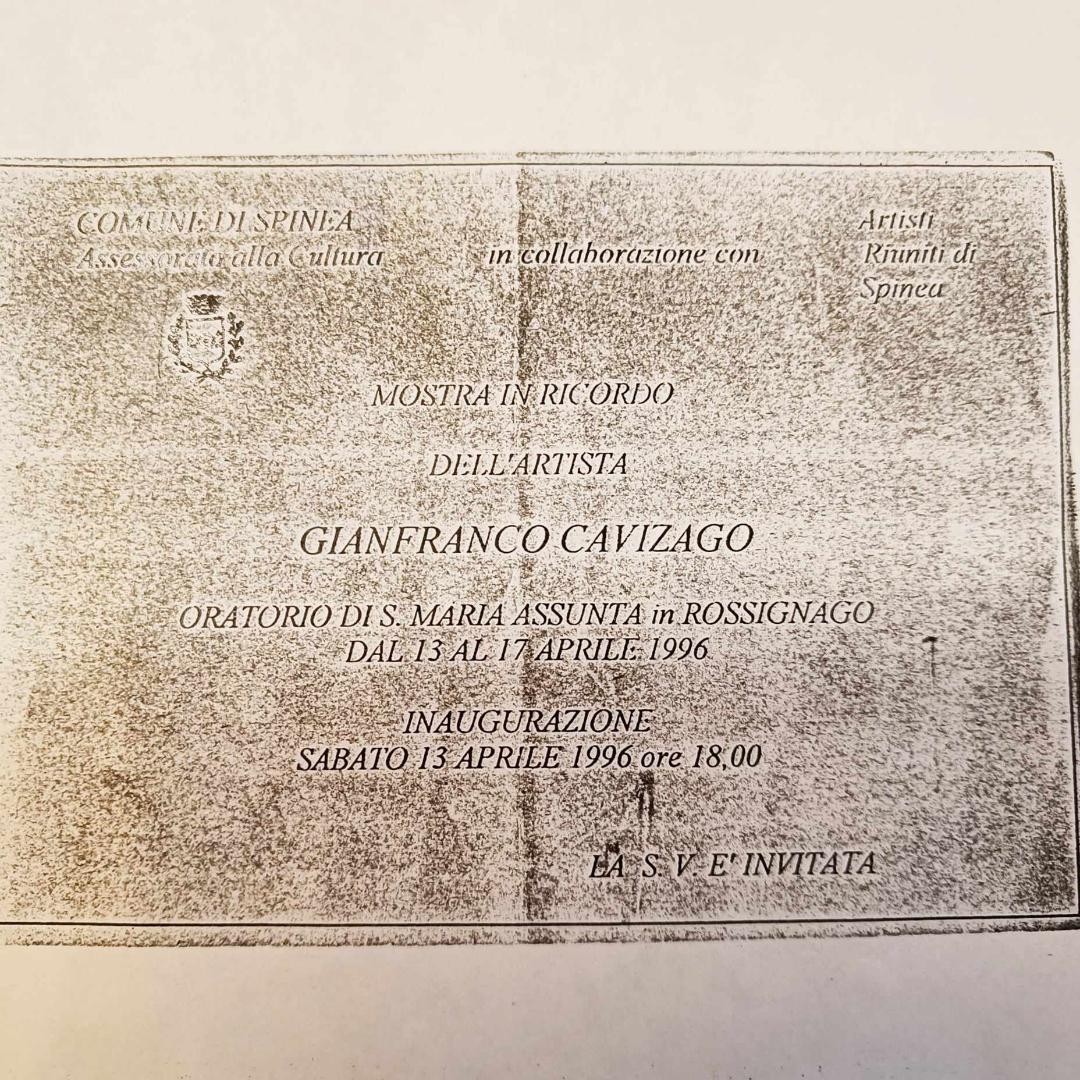 COMUNE DI SPINEA
Assessorato alla Cultura
in collaborazione con
Artisti
Riuniti di
Spinea
MOSTRA IN RICORDO
DELL'ARTISTA
GIANFRANCO CAVIZAGO
ORATORIO DI S. MARIA ASSUNTA in ROSSIGNAGO
DAL 13 AL 17 APRILE 1996
INAUGURAZIONE
SABATO 13 APRILE 1996 ore 18,00
LA S. V. E' INVITATA